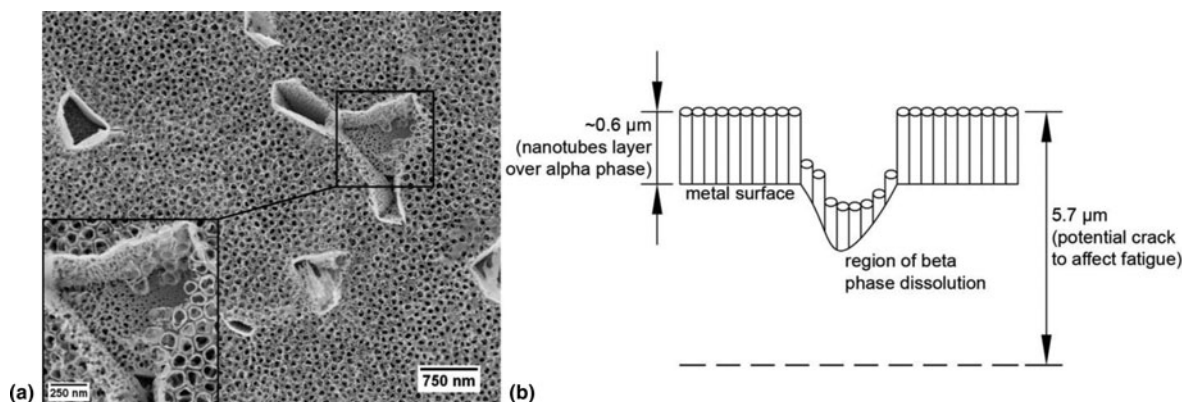 (a)
250 nm
750 nm
(b)
~0.6 µm
(nanotubes layer
over alpha phase)
metal surface
region of beta
phase dissolution
5.7 µm
(potential crack
to affect fatigue)